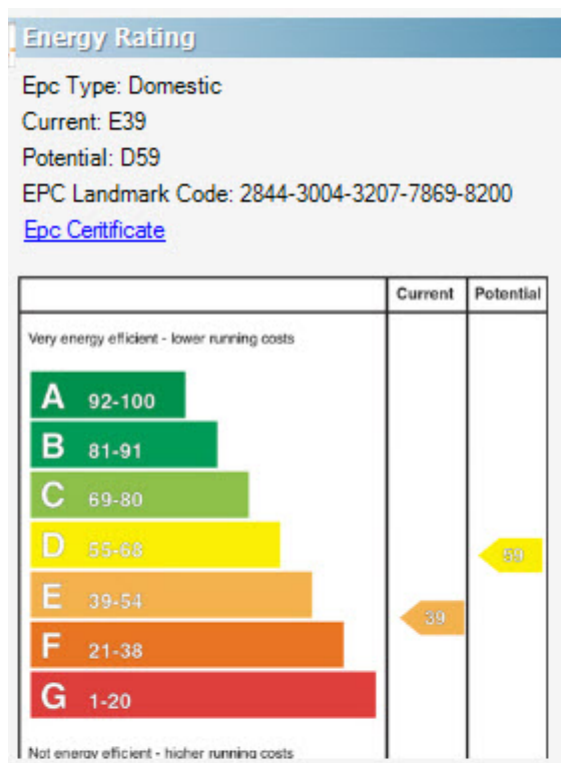 Energy Rating
Epc Type: Domestic
Current: E39
Potential: D59
EPC Landmark Code: 2844-3004-3207-7869-8200
Epc Ceritificate
Current Potential
Very energy efficient - lower running costs
A 92-100
B 81-91
C 69-80
D 55-68
59
E 39-54
39
F 21-38
G 1-20
Not energy efficient - higher running costs